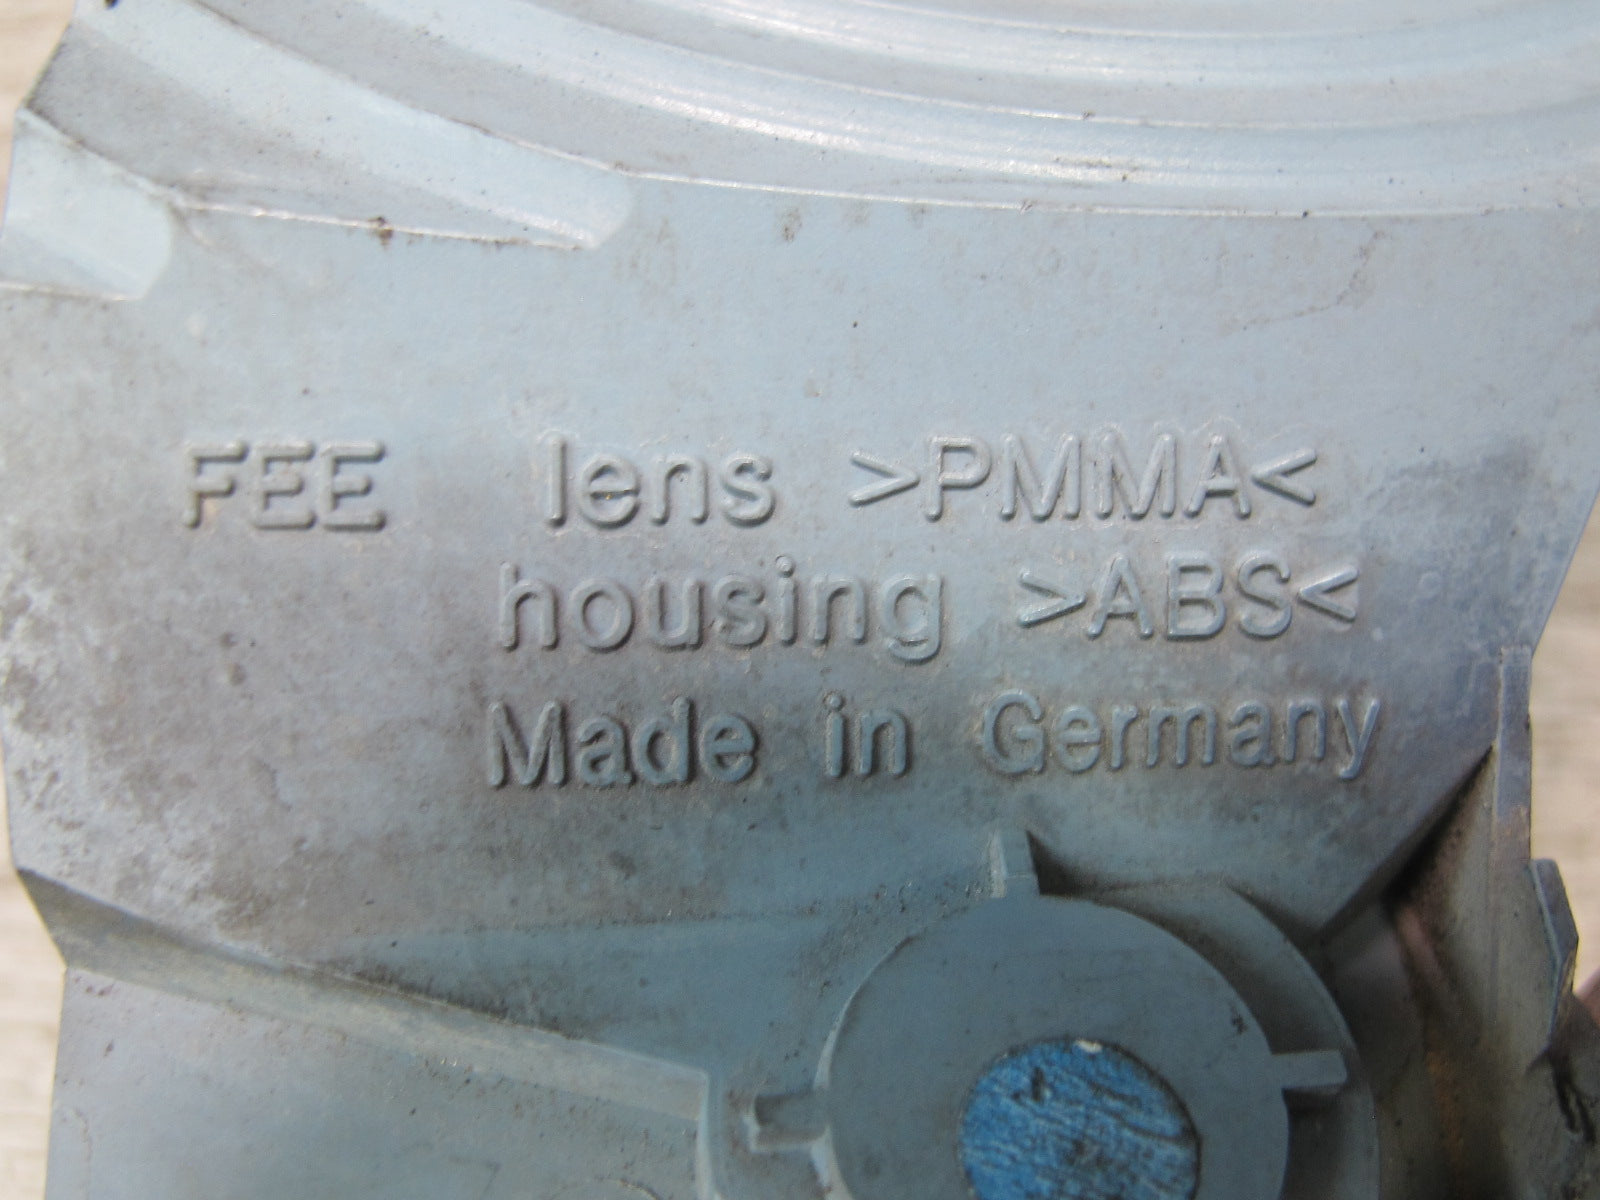 FEE lens >PMMA<
housing >ABS<
Made in Germany